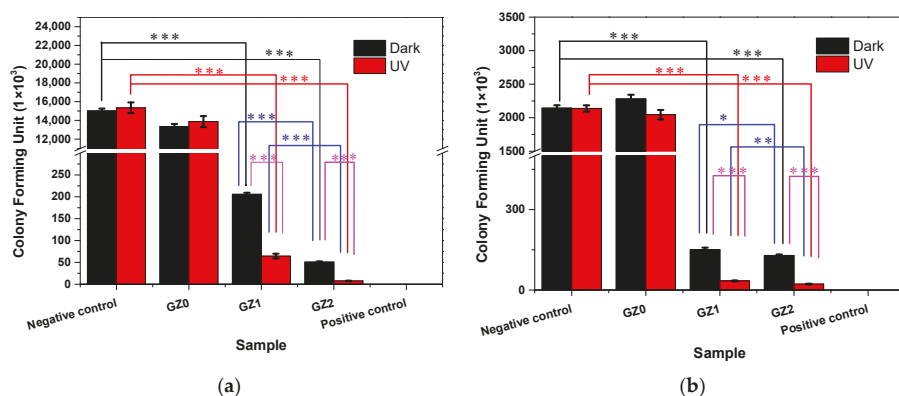 Colony Forming Unit (1×10³)
24,000
22,000
20,000
18,000
16,000
14,000
12,000
200
150
100
50
0
***
***
***
***
***
***
***
***
Dark
UV
Negative control
GZ0
GZ1
GZ2
Positive control
Sample
(a)
Colony Forming Unit (1×10³)
3500
3000
2500
2000
1500
300
0
***
***
***
***
*
**
***
***
Dark
UV
Negative control
GZ0
GZ1
GZ2
Positive control
Sample
(b)